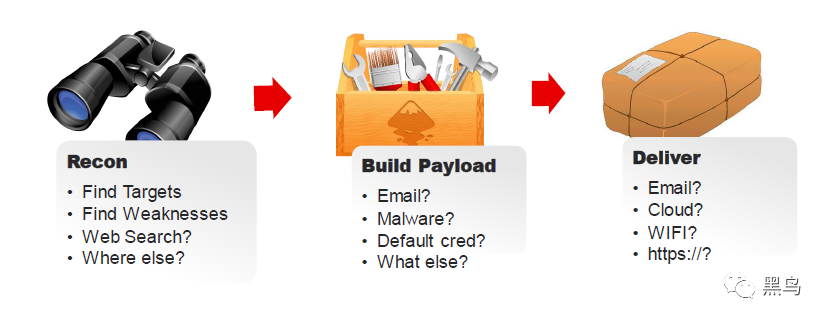 Recon
• Find Targets
• Find Weaknesses
• Web Search?
• Where else?
Build Payload
• Email?
• Malware?
• Default cred?
• What else?
Deliver
• Email?
• Cloud?
• WIFI?
• https://?
黑鸟